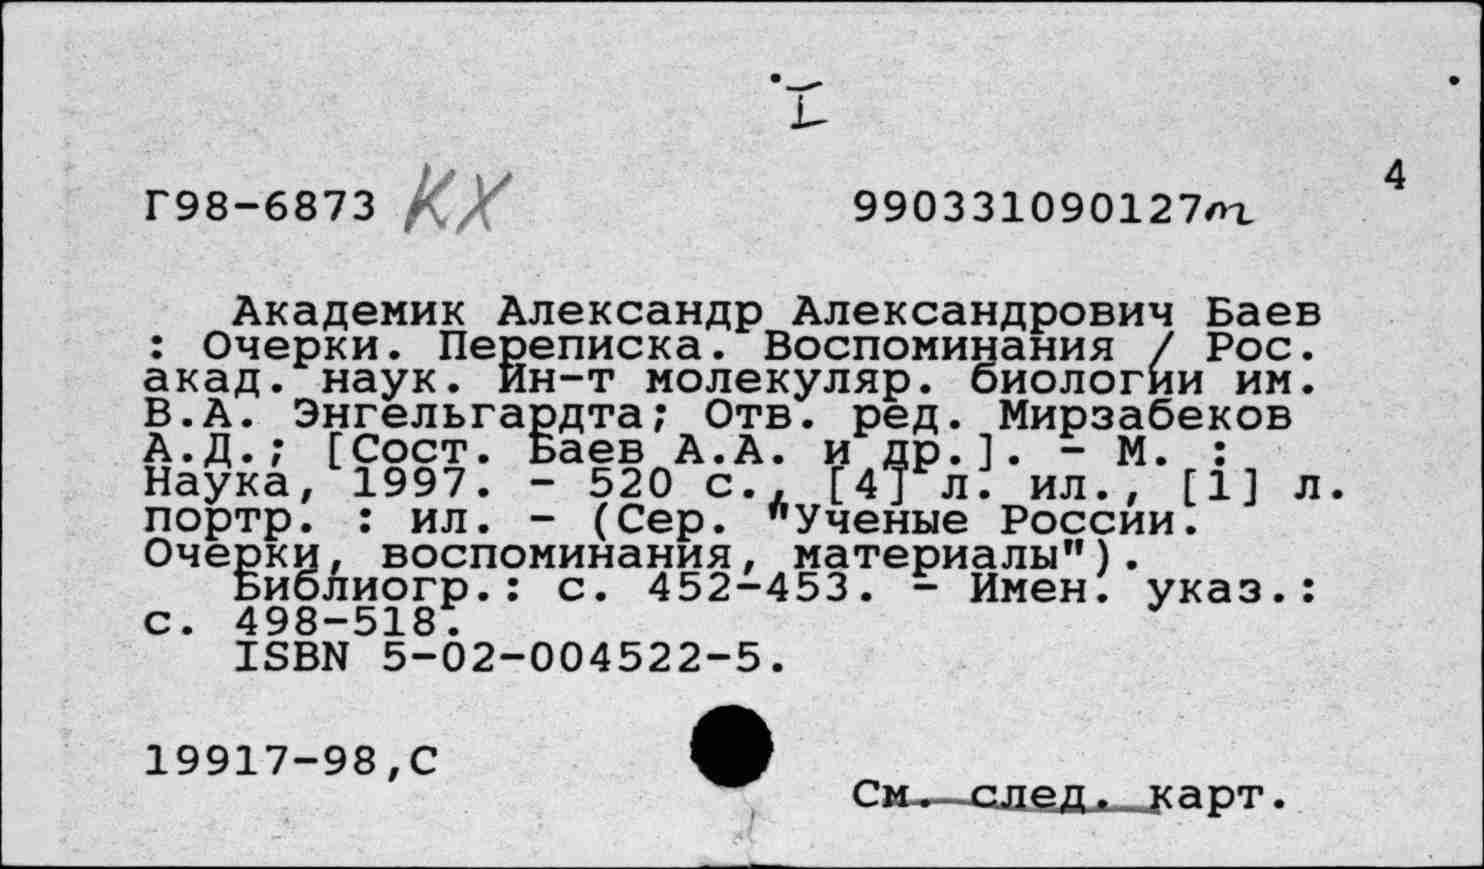 I
4
Г98-6873 КХ 990331090127
Академик Александр Александрович Баев
: Очерки. Переписка. Воспоминания / Рос.
акад. наук. Ин-т молекуляр. биологии им.
В.А. Энгельгардта; Отв. ред. Мирзабеков
А.Д.; [Сост. Баев А.А. и др.]. - М. :
Наука, 1997. - 520 с., [4] л. ил., [1] л.
портр. : ил. - (Сер. "Ученые России.
Очерки, воспоминания, материалы").
Библиогр.: с. 452-453. - Имен. указ.:
с. 498-518.
ISBN 5-02-004522-5.
19917-98,С
См. след. карт.